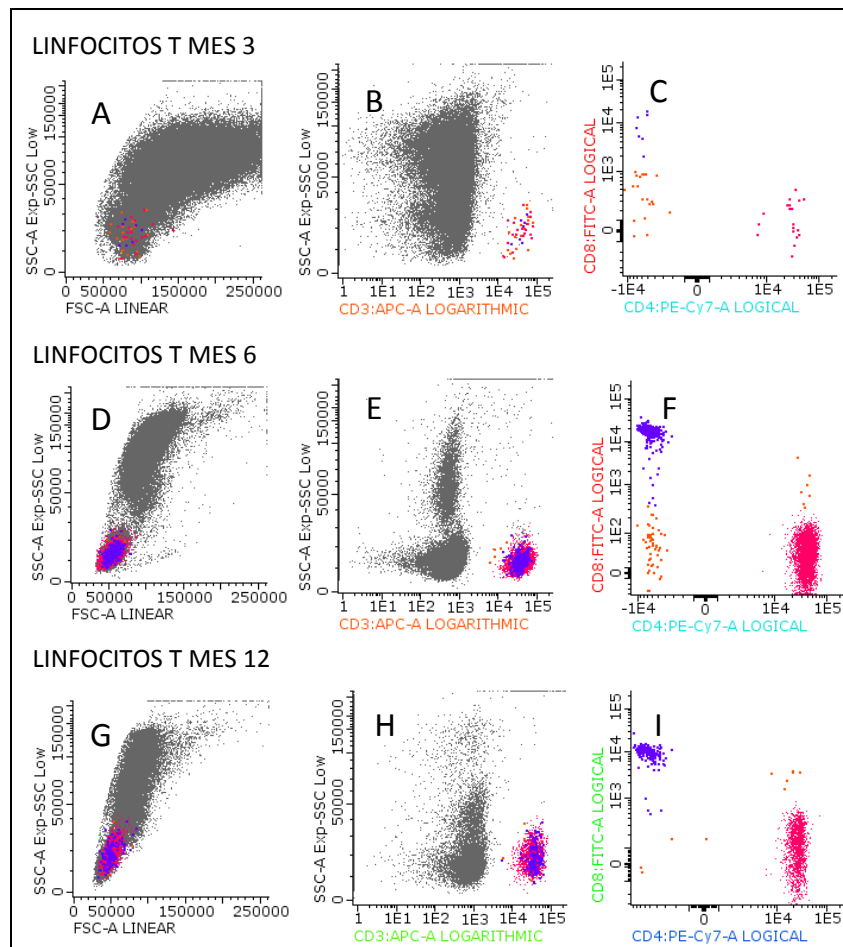 LINFOCITOS T MES 3
A
SSC-A Exp-SSC Low
0 50000 150000
0 50000 150000 250000
FSC-A LINEAR
B
SSC-A Exp-SSC Low
0 50000 150000
1 1E1 1E2 1E3 1E4 1E5
CD3:APC-A LOGARITHMIC
C
CD8:FITC-A LOGICAL
0 1E3 1E4 1E5
-1E4 0 1E4 1E5
CD4:PE-Cy7-A LOGICAL
LINFOCITOS T MES 6
D
SSC-A Exp-SSC Low
0 50000 150000
0 50000 150000 250000
FSC-A LINEAR
E
SSC-A Exp-SSC Low
0 50000 150000
1 1E1 1E2 1E3 1E4 1E5
CD3:APC-A LOGARITHMIC
F
CD8:FITC-A LOGICAL
0 1E2 1E3 1E4 1E5
-1E4 0 1E4 1E5
CD4:PE-Cy7-A LOGICAL
LINFOCITOS T MES 12
G
SSC-A Exp-SSC Low
0 50000 150000
0 50000 150000 250000
FSC-A LINEAR
H
SSC-A Exp-SSC Low
0 50000 150000
1 1E1 1E2 1E3 1E4 1E5
CD3:APC-A LOGARITHMIC
I
CD8:FITC-A LOGICAL
0 1E3 1E4 1E5
-1E4 0 1E4 1E5
CD4:PE-Cy7-A LOGICAL